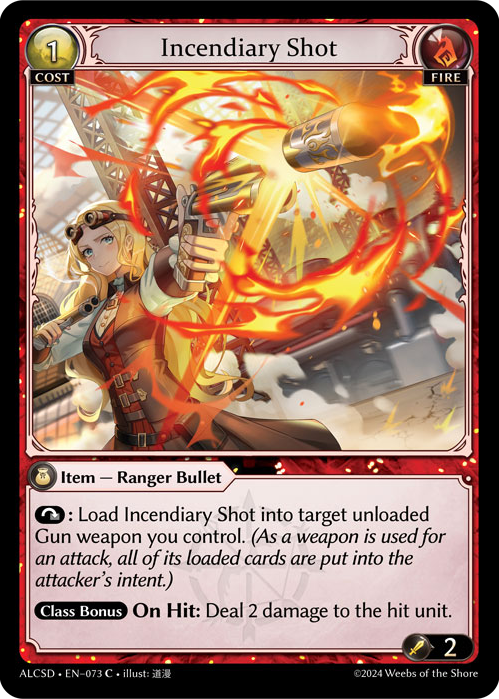 1
Incendiary Shot
COST
FIRE
Item — Ranger Bullet
: Load Incendiary Shot into target unloaded
Gun weapon you control. (As a weapon is used for
an attack, all of its loaded cards are put into the
attacker's intent.)
Class Bonus On Hit: Deal 2 damage to the hit unit.
2
ALCSD • EN–073 C • illust: 道漫
©2024 Weebs of the Shore